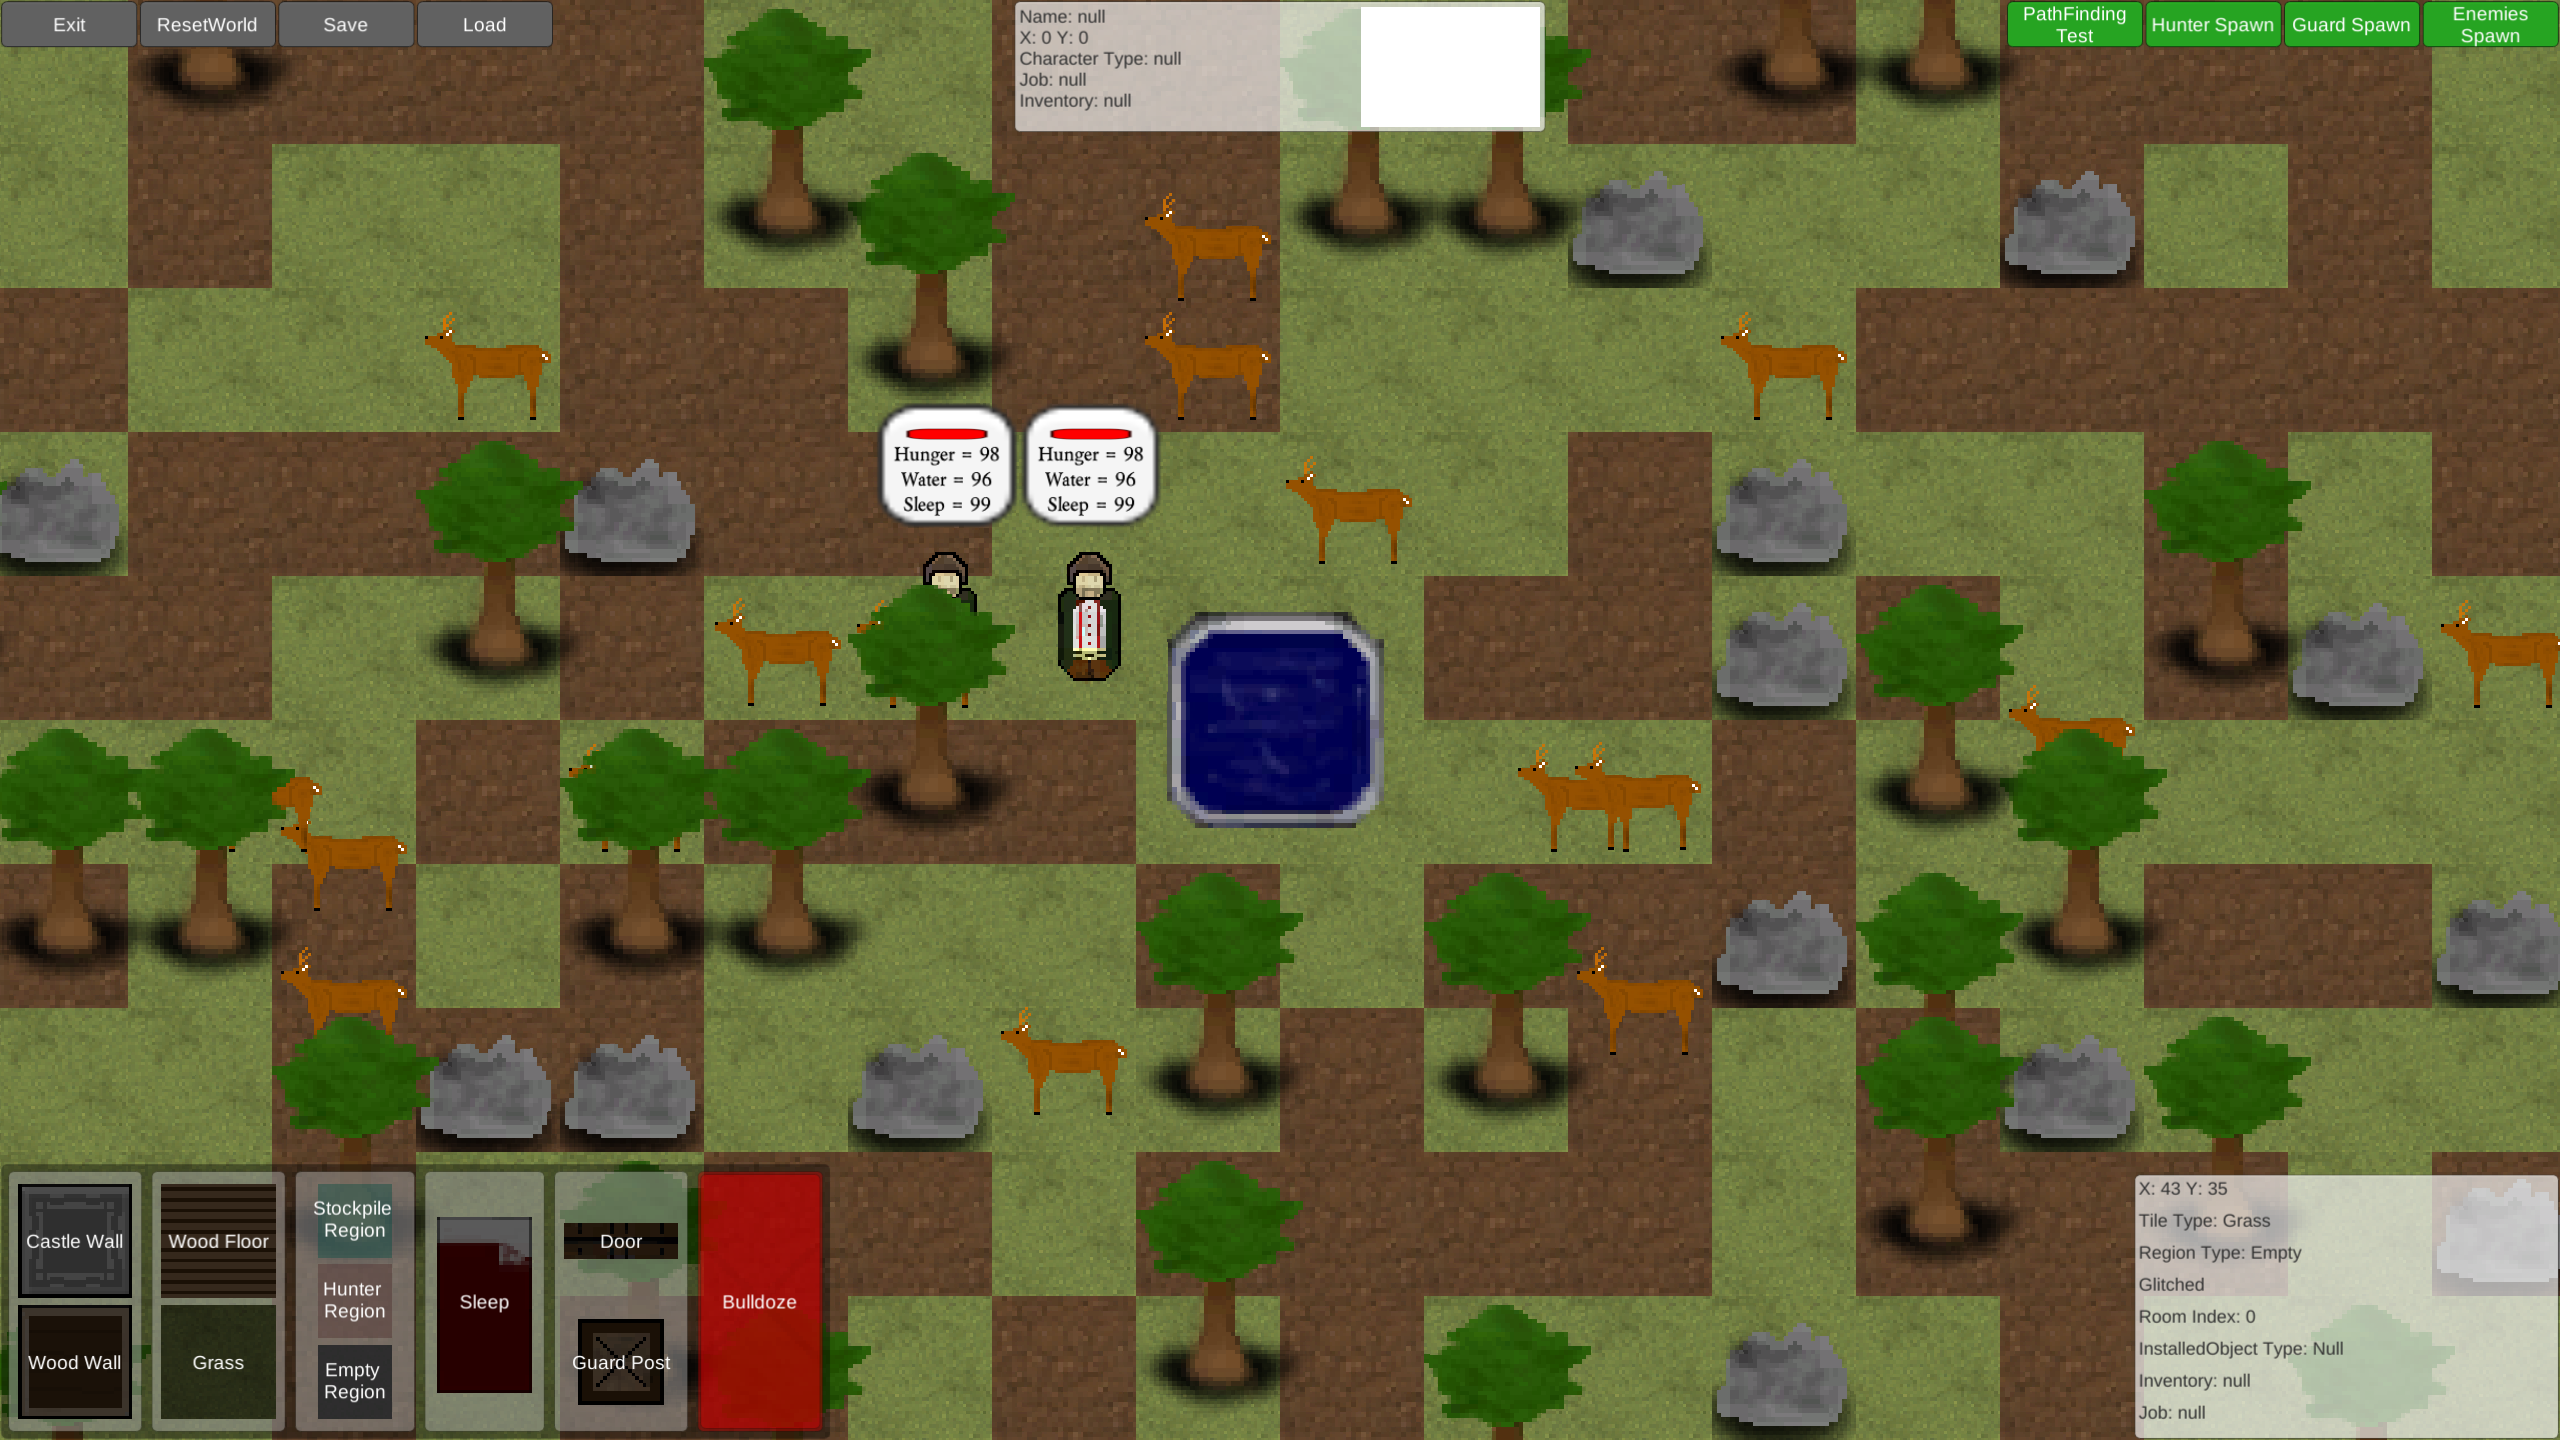 Exit
ResetWorld
Save
Load
Name: null
X: 0 Y: 0
Character Type: null
Job: null
Inventory: null
PathFinding
Test
Hunter Spawn
Guard Spawn
Enemies
Spawn
Hunger = 98
Water = 96
Sleep = 99
Hunger = 98
Water = 96
Sleep = 99
Castle Wall
Wood Wall
Wood Floor
Grass
Stockpile
Region
Hunter
Region
Empty
Region
Sleep
Door
Guard Post
Bulldoze
X: 43 Y: 35
Tile Type: Grass
Region Type: Empty
Glitched
Room Index: 0
InstalledObject Type: Null
Inventory: null
Job: null